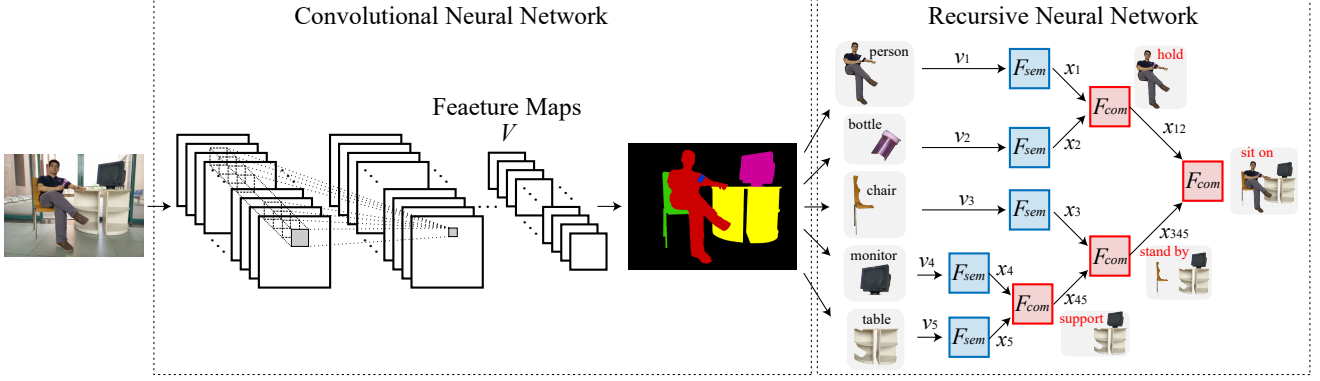 Convolutional Neural Network
Recursive Neural Network
Feaeture Maps
V
person
v1
Fsem
x1
hold
Fcom
x12
bottle
v2
Fsem
x2
sit on
Fcom
chair
v3
Fsem
x3
x345
stand by
Fcom
monitor
v4
Fsem
x4
x45
Fcom
support
table
v5
Fsem
x5